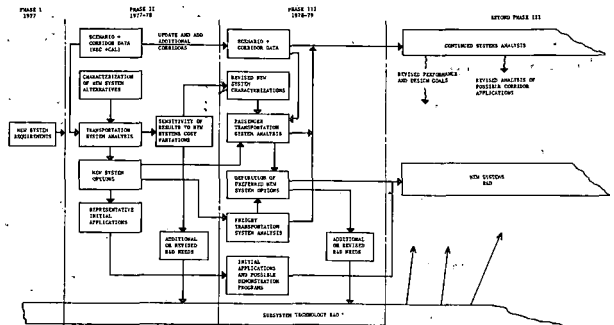 PHASE I
1977
PHASE II
1977-78
PHASE III
1978-79
BEYOND PHASE III
SCENARIO +
CORRIDOR DATA
(NEC +CAL)
UPDATE AND ADD
ADDITIONAL
CORRIDORS
SCENARIO +
CORRIDOR DATA
CONTINUED SYSTEMS ANALYSIS
CHARACTERIZATION
OF NEW SYSTEM
ALTERNATIVES
REVISED NEW
SYSTEM
CHARACTERIZATIONS
REVISED PERFORMANCE
AND DESIGN GOALS
REVISED ANALYSIS OF
POSSIBLE CORRIDOR
APPLICATIONS
NEW SYSTEM
REQUIREMENTS
TRANSPORTATION
SYSTEM ANALYSIS
SENSITIVITY OF
RESULTS TO NEW
SYSTEMS COST
VARIATIONS
PASSENGER
TRANSPORTATION
SYSTEM ANALYSIS
NEW SYSTEM
OPTIONS
DEFINITION OF
PREFERRED NEW
SYSTEM OPTIONS
NEW SYSTEMS
R&D
REPRESENTATIVE
INITIAL
APPLICATIONS
FREIGHT
TRANSPORTATION
SYSTEM ANALYSIS
ADDITIONAL
OR REVISED
R&D NEEDS
ADDITIONAL
OR REVISED
R&D NEEDS
INITIAL
APPLICATIONS
AND POSSIBLE
DEMONSTRATION
PROGRAMS
SUBSYSTEM TECHNOLOGY R&D